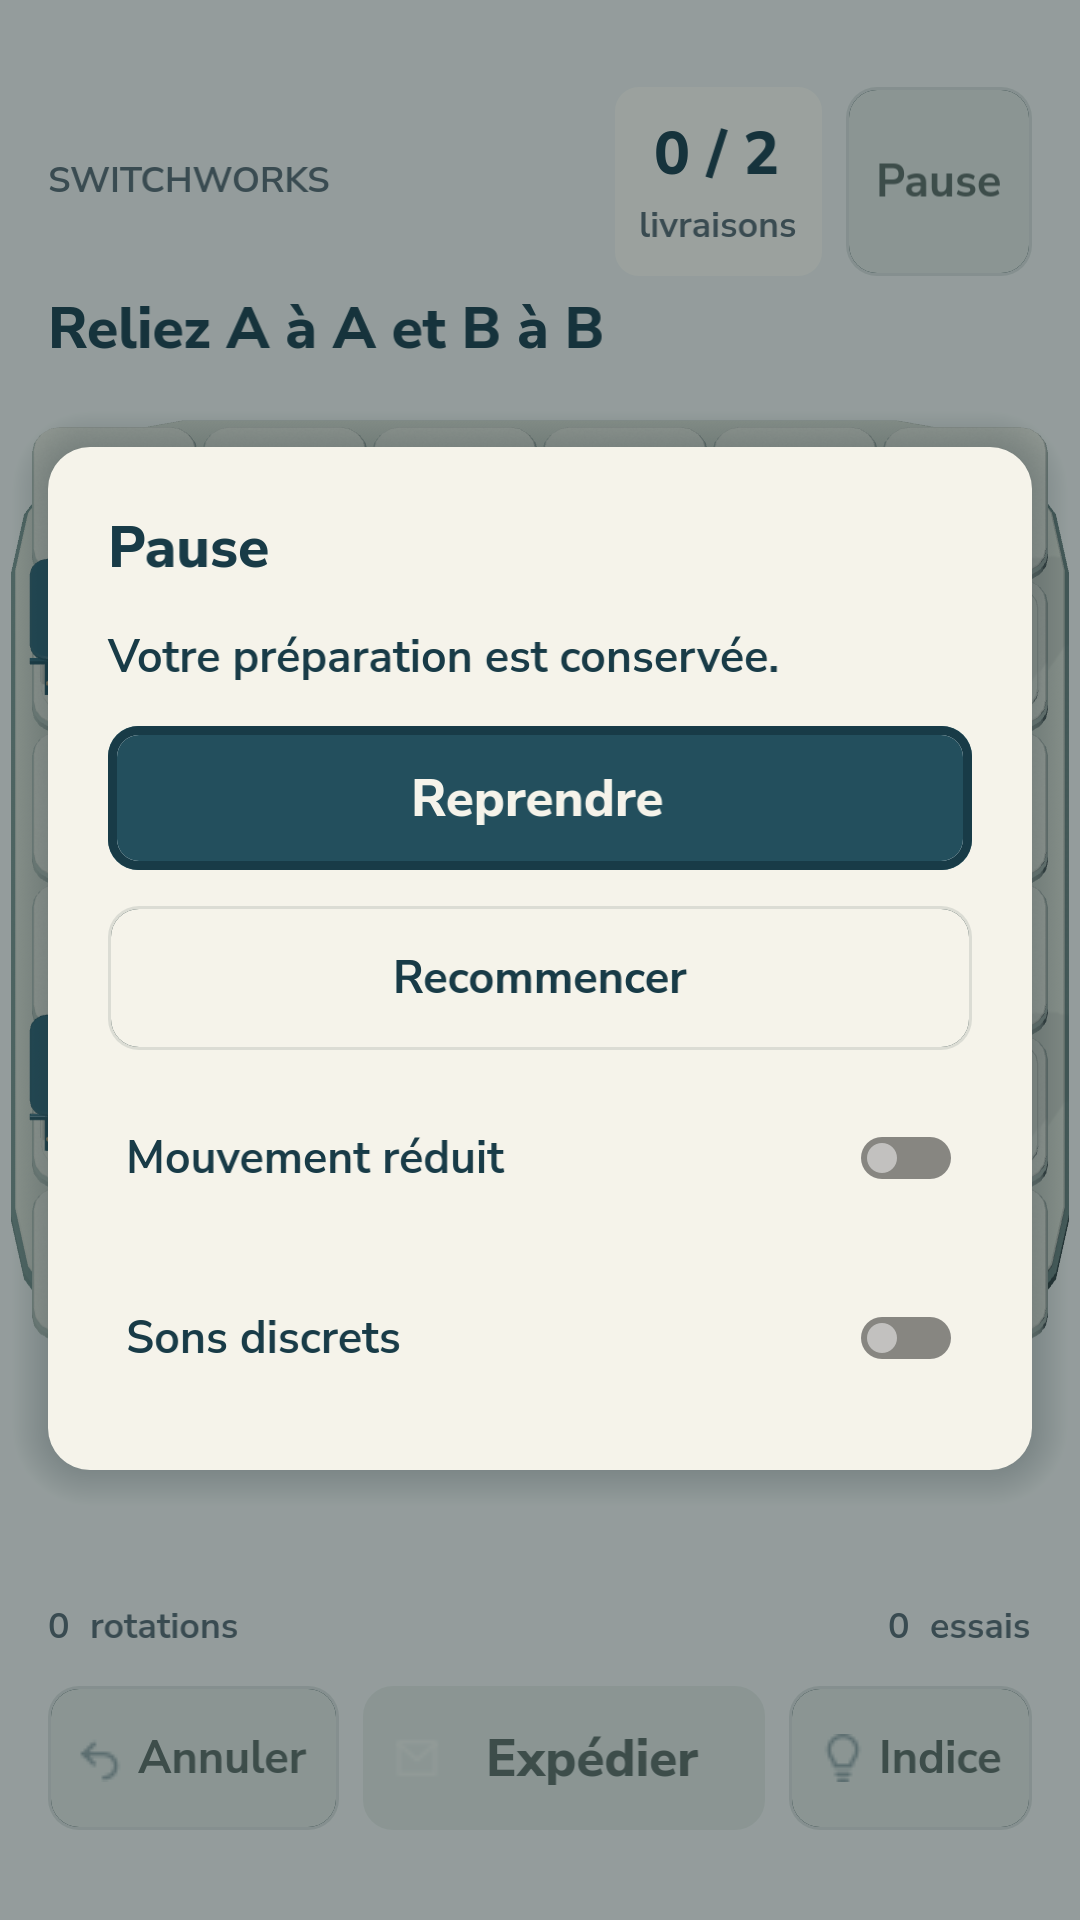 SWITCHWORKS
0 / 2
livraisons
Pause
Reliez A à A et B à B
Pause
Votre préparation est conservée.
Reprendre
Recommencer
Mouvement réduit
Sons discrets
0 rotations
0 essais
Annuler
Expédier
Indice